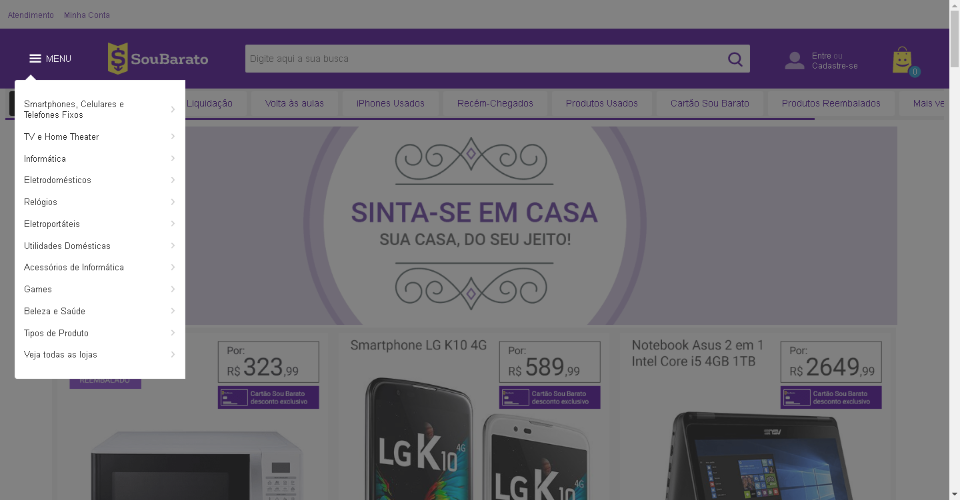 Atendimento Minha Conta
MENU
SouBarato
Digite aqui a sua busca
Entre ou
Cadastre-se
0
Liquidação
Volta às aulas
iPhones Usados
Recém-Chegados
Produtos Usados
Cartão Sou Barato
Produtos Reembalados
Mais ve
Smartphones, Celulares e
Telefones Fixos
TV e Home Theater
Informática
Eletrodomésticos
Relógios
Eletroportáteis
Utilidades Domésticas
Acessórios de Informática
Games
Beleza e Saúde
Tipos de Produto
Veja todas as lojas
SINTA-SE EM CASA
SUA CASA, DO SEU JEITO!
REEMBALADO
Por:
R$ 323,99
Cartão Sou Barato
desconto exclusivo
Smartphone LG K10 4G
Por:
R$ 589,99
Cartão Sou Barato
desconto exclusivo
LG K10 4G
LG K10 4G
Notebook Asus 2 em 1
Intel Core i5 4GB 1TB
Por:
R$ 2649,99
Cartão Sou Barato
desconto exclusivo
ASUS